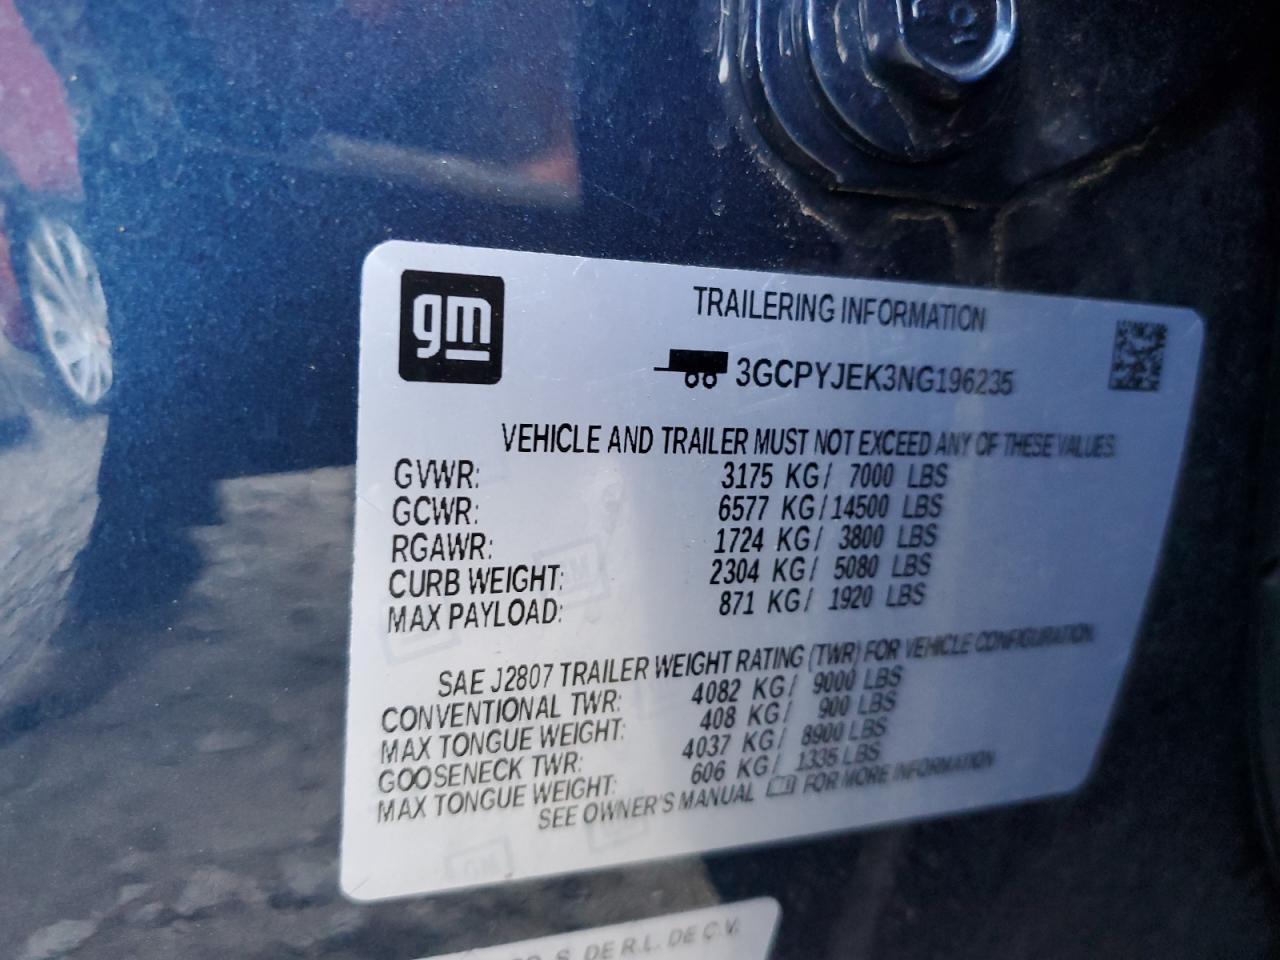 gm
TRAILERING INFORMATION
3GCPYJEK3NG196235
VEHICLE AND TRAILER MUST NOT EXCEED ANY OF THESE VALUES.
GVWR: 3175 KG/ 7000 LBS
GCWR: 6577 KG/14500 LBS
RGAWR: 1724 KG/ 3800 LBS
CURB WEIGHT: 2304 KG/ 5080 LBS
MAX PAYLOAD: 871 KG/ 1920 LBS
SAE J2807 TRAILER WEIGHT RATING (TWR) FOR VEHICLE CONFIGURATION.
CONVENTIONAL TWR: 4082 KG/ 9000 LBS
MAX TONGUE WEIGHT: 408 KG/ 900 LBS
GOOSENECK TWR: 4037 KG/ 8900 LBS
MAX TONGUE WEIGHT: 606 KG/ 1335 LBS
SEE OWNER'S MANUAL FOR MORE INFORMATION
S. DE R.L. DE C.V.